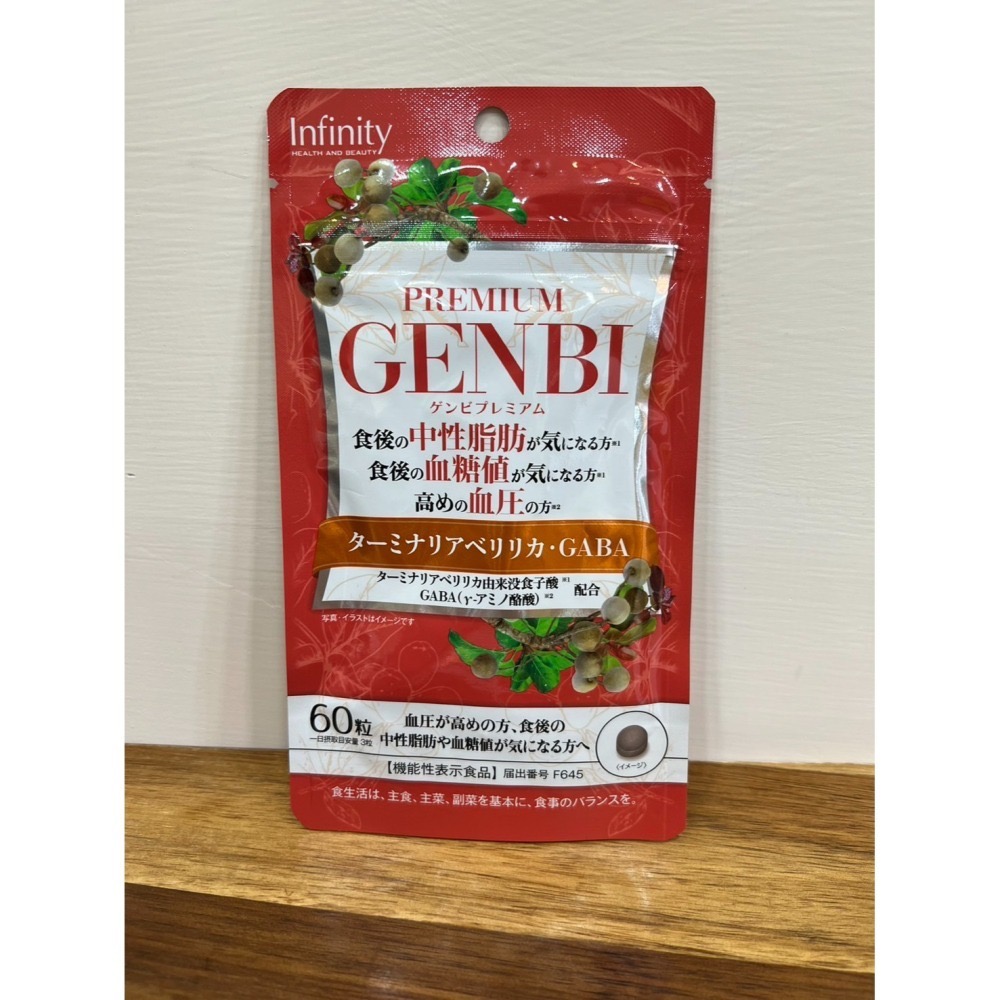 Infinity
HEALTH AND BEAUTY
PREMIUM
GENBI
ゲンビプレミアム
食後の中性脂肪が気になる方※1
食後の血糖値が気になる方※1
高めの血圧の方※2
ターミナリアベリリカ・GABA
ターミナリアベリリカ由来没食子酸※1
GABA(γ-アミノ酪酸)※2
配合
写真・イラストはイメージです
60粒
一日摂取目安量 3粒
血圧が高めの方、食後の
中性脂肪や血糖値が気になる方へ
(イメージ)
【機能性表示食品】届出番号 F645
食生活は、主食、主菜、副菜を基本に、食事のバランスを。